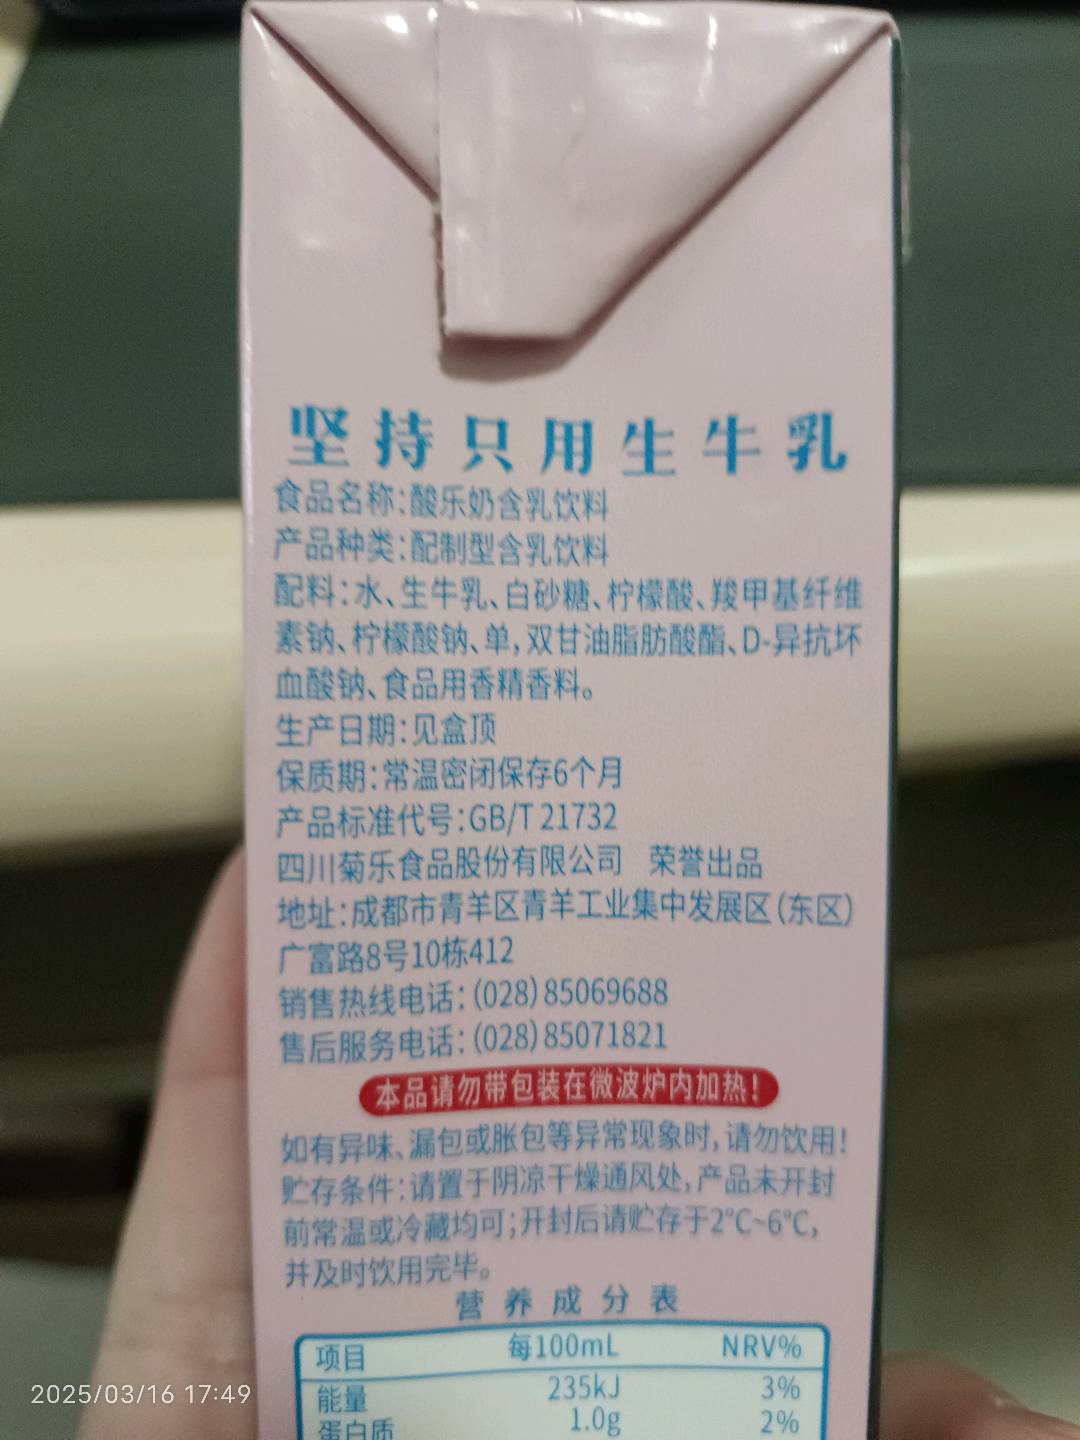 坚持只用生牛乳
食品名称:酸乐奶含乳饮料
产品种类:配制型含乳饮料
配料:水、生牛乳、白砂糖、柠檬酸、羧甲基纤维
素钠、柠檬酸钠、单,双甘油脂肪酸酯、D-异抗坏
血酸钠、食品用香精香料。
生产日期:见盒顶
保质期:常温密闭保存6个月
产品标准代号:GB/T 21732
四川菊乐食品股份有限公司 荣誉出品
地址:成都市青羊区青羊工业集中发展区(东区)
广富路8号10栋412
销售热线电话:(028)85069688
售后服务电话:(028)85071821
本品请勿带包装在微波炉内加热!
如有异味、漏包或胀包等异常现象时,请勿饮用!
贮存条件:请置于阴凉干燥通风处,产品未开封
前常温或冷藏均可;开封后请贮存于2℃~6℃,
并及时饮用完毕。
营养成分表
项目 每100mL NRV%
能量 235kJ 3%
蛋白质 1.0g 2%
2025/03/16 17:49